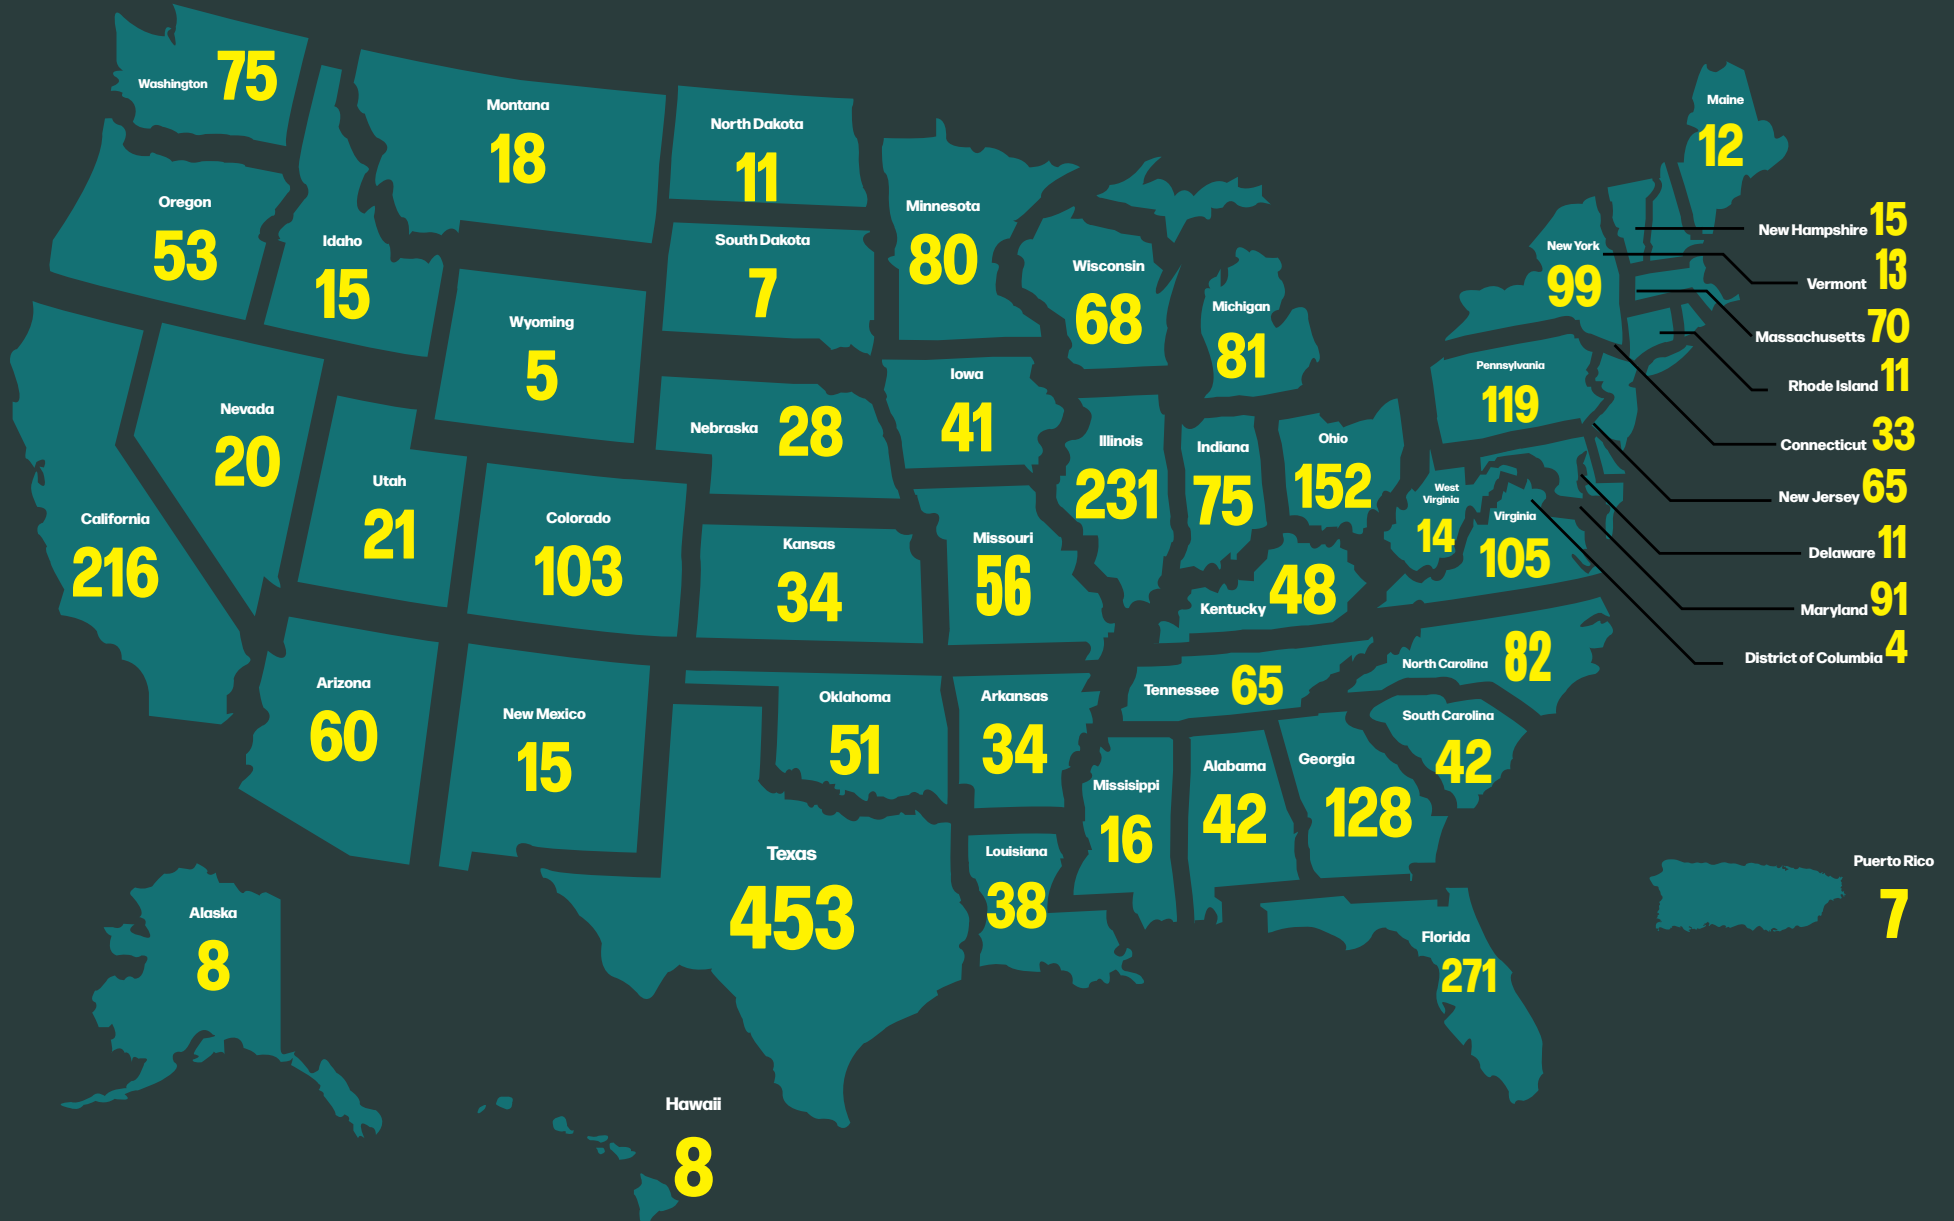 Washington 75
Montana
18
North Dakota
11
Minnesota
80
Maine
12
Oregon
53
Idaho
15
South Dakota
7
Wisconsin
68
Michigan
81
New York
99
New Hampshire 15
Vermont 13
Massachusetts 70
Rhode Island 11
Connecticut 33
New Jersey 65
Delaware 11
Maryland 91
District of Columbia 4
Wyoming
5
Nebraska 28
Iowa
41
Pennsylvania
119
Nevada
20
Utah
21
Colorado
103
Kansas
34
Missouri
56
Illinois
231
Indiana
75
Ohio
152
West
Virginia
14
Virginia
105
California
216
Kentucky 48
Arizona
60
New Mexico
15
Oklahoma
51
Arkansas
34
Tennessee 65
North Carolina 82
South Carolina
42
Texas
453
Louisiana
38
Missisippi
16
Alabama
42
Georgia
128
Florida
271
Puerto Rico
7
Alaska
8
Hawaii
8